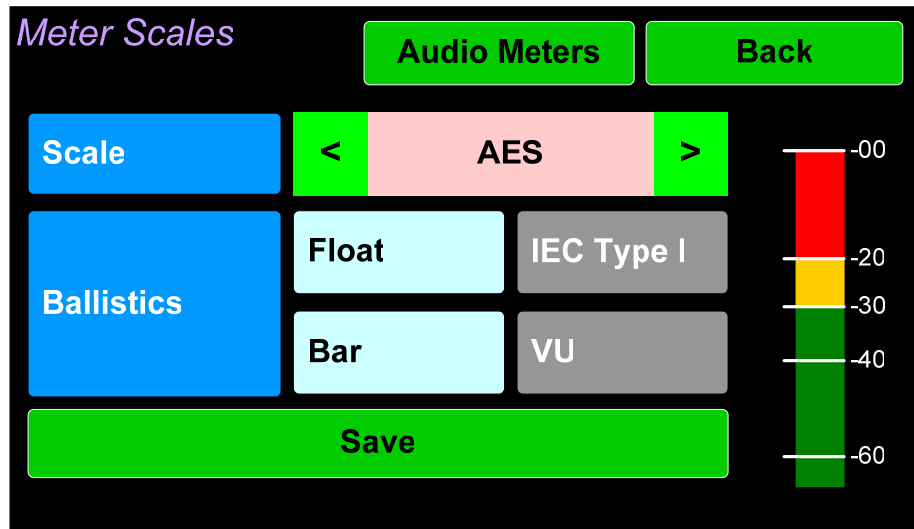 Meter Scales
Audio Meters
Back
Scale
<
AES
>
Ballistics
Float
IEC Type I
Bar
VU
Save
-00
-20
-30
-40
-60